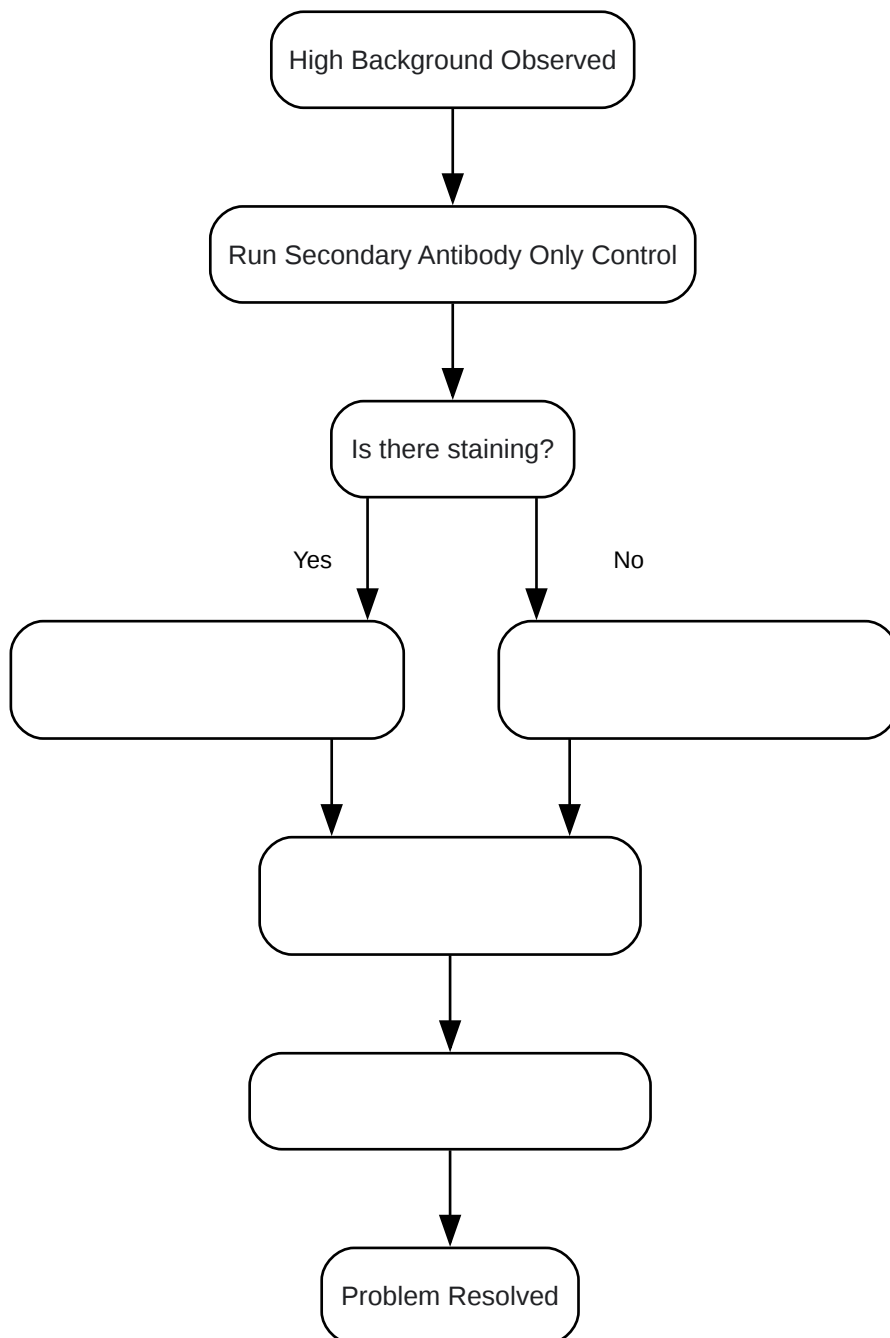 High Background Observed
Run Secondary Antibody Only Control
Is there staining?
Yes
No
Problem Resolved